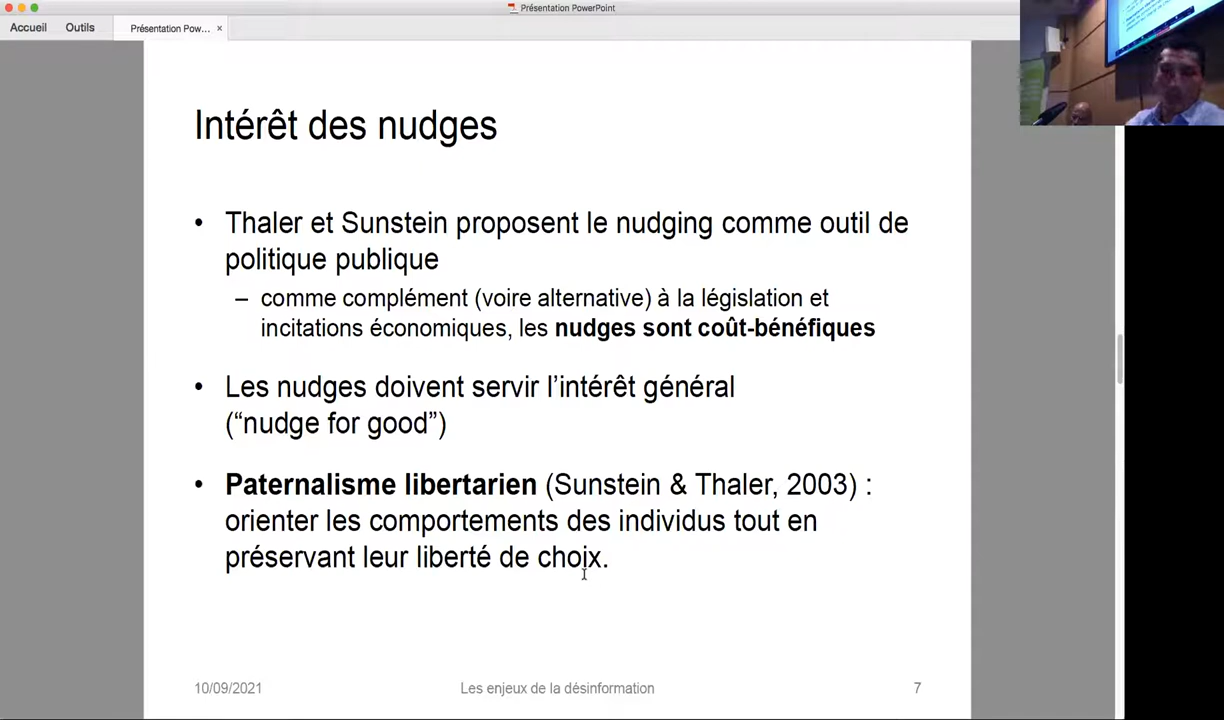 Présentation PowerPoint
Accueil Outils Présentation Pow... ×
Intérêt des nudges
• Thaler et Sunstein proposent le nudging comme outil de
politique publique
– comme complément (voire alternative) à la législation et
incitations économiques, les nudges sont coût-bénéfiques
• Les nudges doivent servir l’intérêt général
(“nudge for good”)
• Paternalisme libertarien (Sunstein & Thaler, 2003) :
orienter les comportements des individus tout en
préservant leur liberté de choix.
10/09/2021 Les enjeux de la désinformation 7